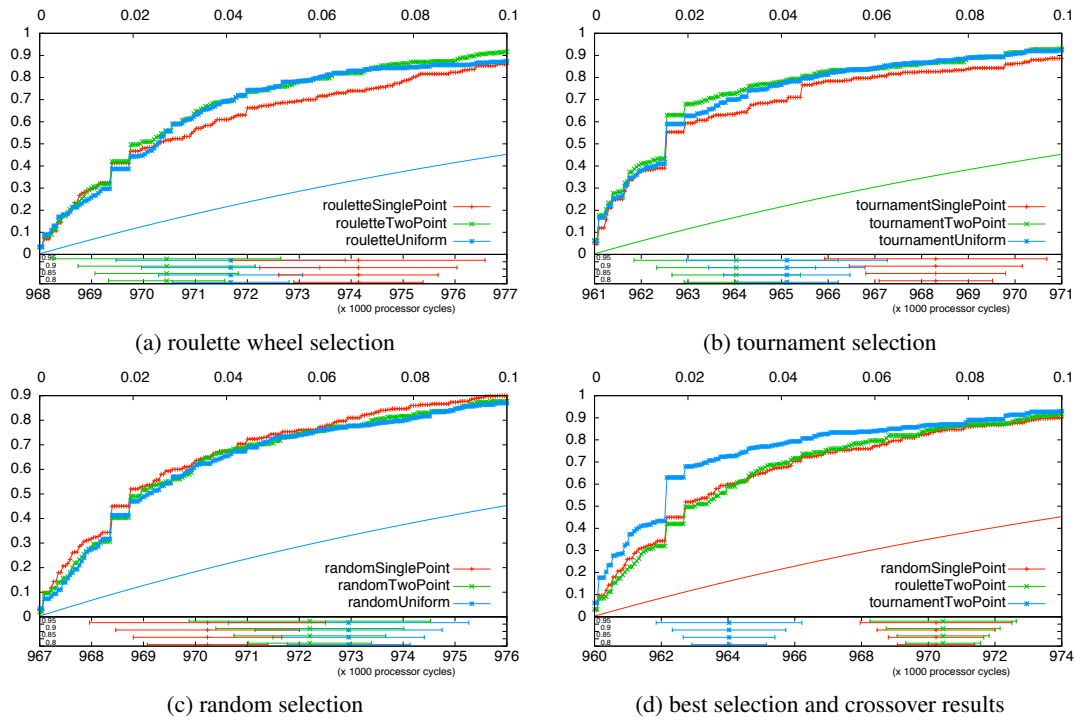 0 0.02 0.04 0.06 0.08 0.1
1
0.9
0.8
0.7
0.6
0.5
0.4
0.3
0.2
0.1
0
rouletteSinglePoint
rouletteTwoPoint
rouletteUniform
0.95
0.9
0.85
0.8
968 969 970 971 972 973 974 975 976 977
(x 1000 processor cycles)
(a) roulette wheel selection
0 0.02 0.04 0.06 0.08 0.1
1
0.9
0.8
0.7
0.6
0.5
0.4
0.3
0.2
0.1
0
tournamentSinglePoint
tournamentTwoPoint
tournamentUniform
0.95
0.9
0.85
0.8
961 962 963 964 965 966 967 968 969 970 971
(x 1000 processor cycles)
(b) tournament selection
0 0.02 0.04 0.06 0.08 0.1
0.9
0.8
0.7
0.6
0.5
0.4
0.3
0.2
0.1
0
randomSinglePoint
randomTwoPoint
randomUniform
0.95
0.9
0.85
0.8
967 968 969 970 971 972 973 974 975 976
(x 1000 processor cycles)
(c) random selection
0 0.02 0.04 0.06 0.08 0.1
1
0.9
0.8
0.7
0.6
0.5
0.4
0.3
0.2
0.1
0
randomSinglePoint
rouletteTwoPoint
tournamentTwoPoint
0.95
0.9
0.85
0.8
960 962 964 966 968 970 972 974
(x 1000 processor cycles)
(d) best selection and crossover results